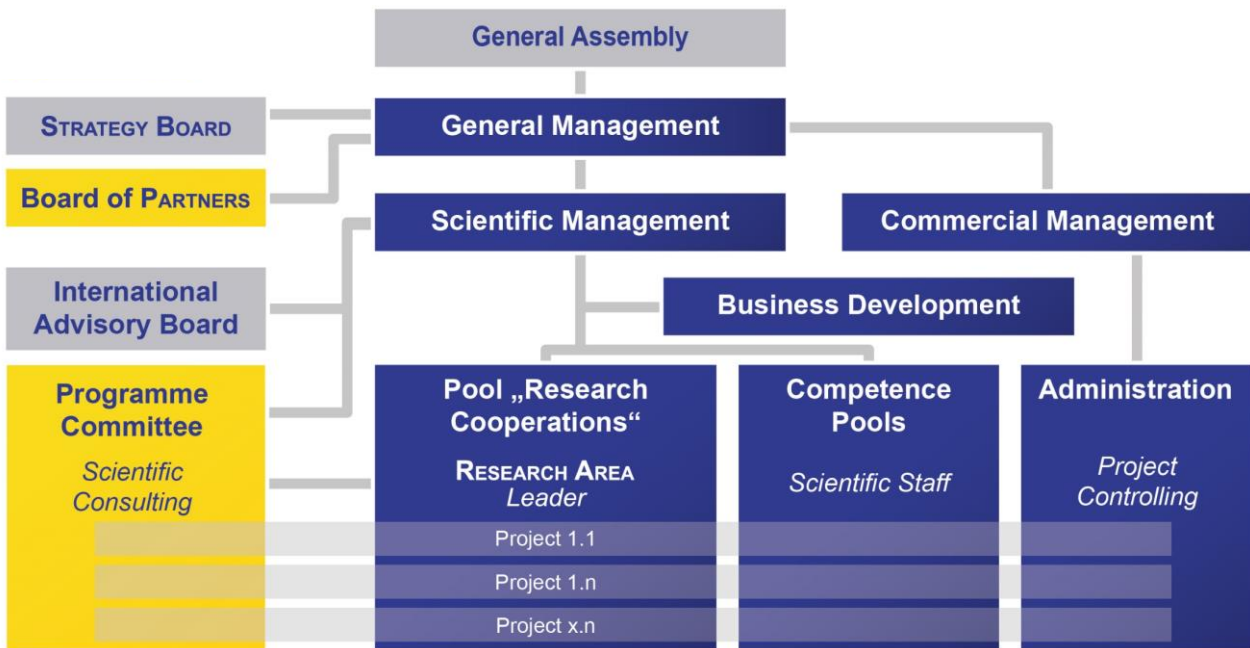 General Assembly
STRATEGY BOARD
General Management
Board of PARTNERS
Scientific Management
Commercial Management
International
Advisory Board
Business Development
Programme
Committee
Scientific
Consulting
Pool „Research
Cooperations“
RESEARCH AREA
Leader
Competence
Pools
Scientific Staff
Administration
Project
Controlling
Project 1.1
Project 1.n
Project x.n